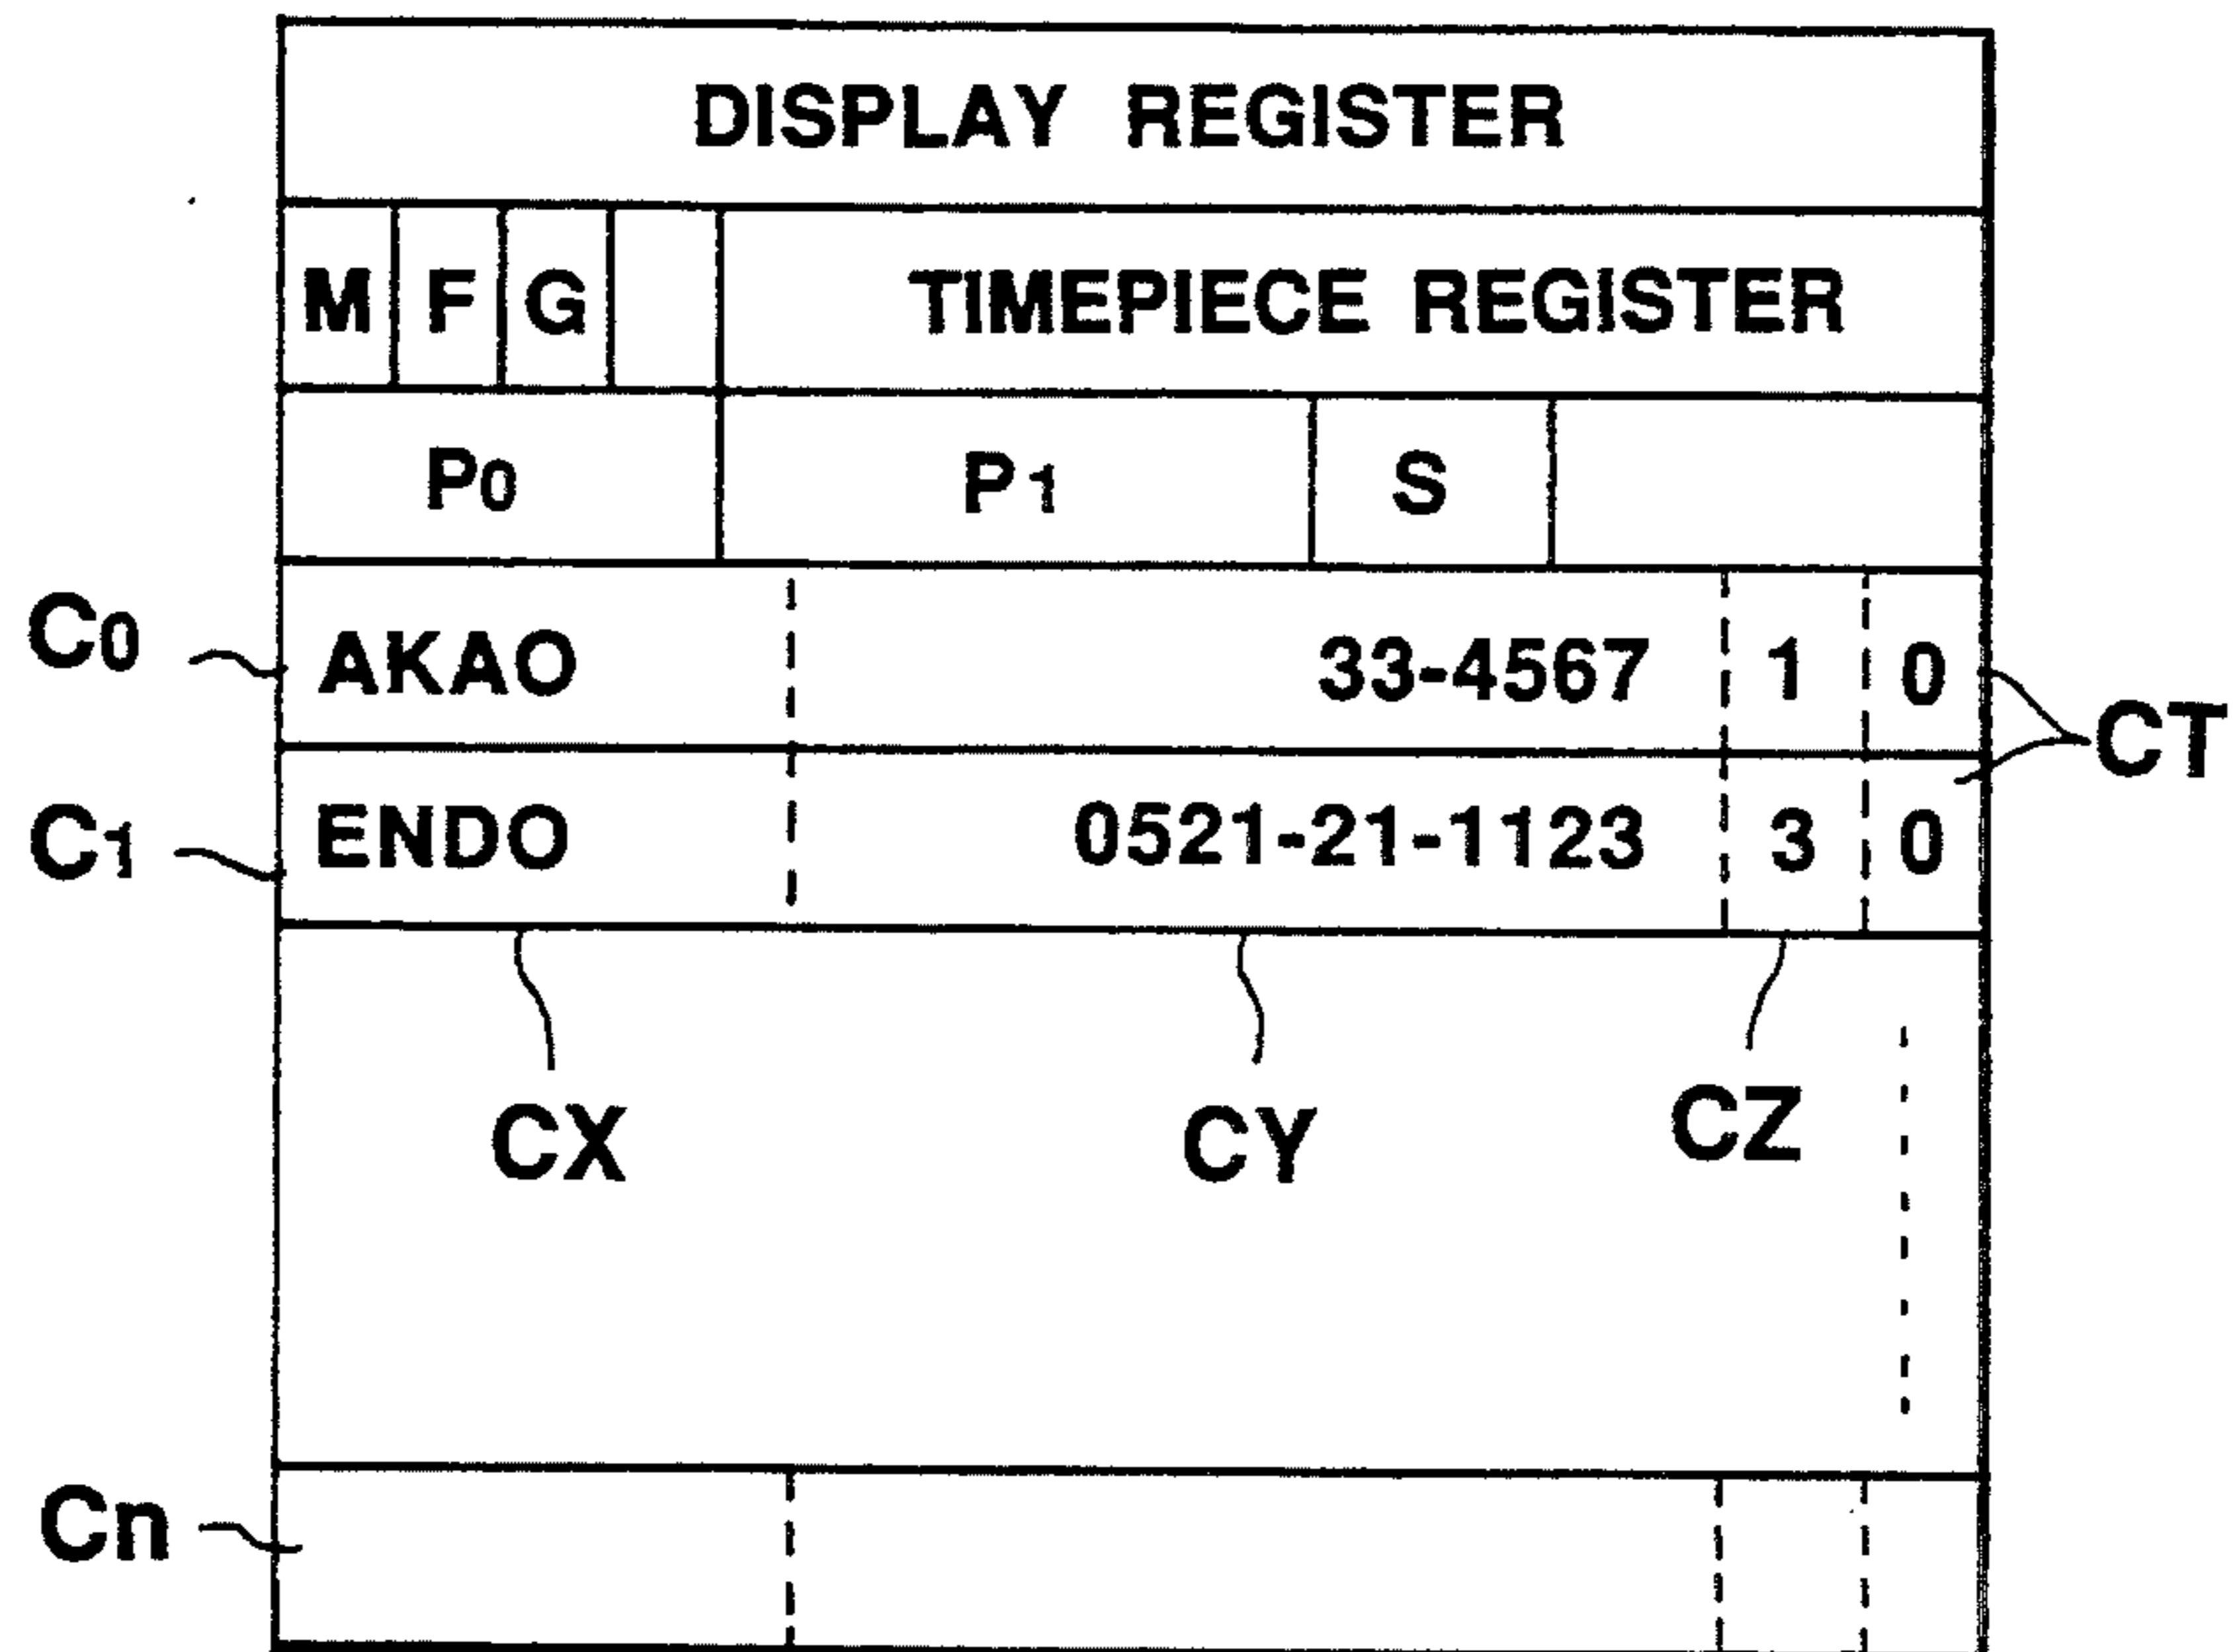 DISPLAY REGISTER
M F G TIMEPIECE REGISTER
P0 P1 S
C0 AKAO 33-4567 1 0
CT
C1 ENDO 0521-21-1123 3 0
CX CY CZ
Cn